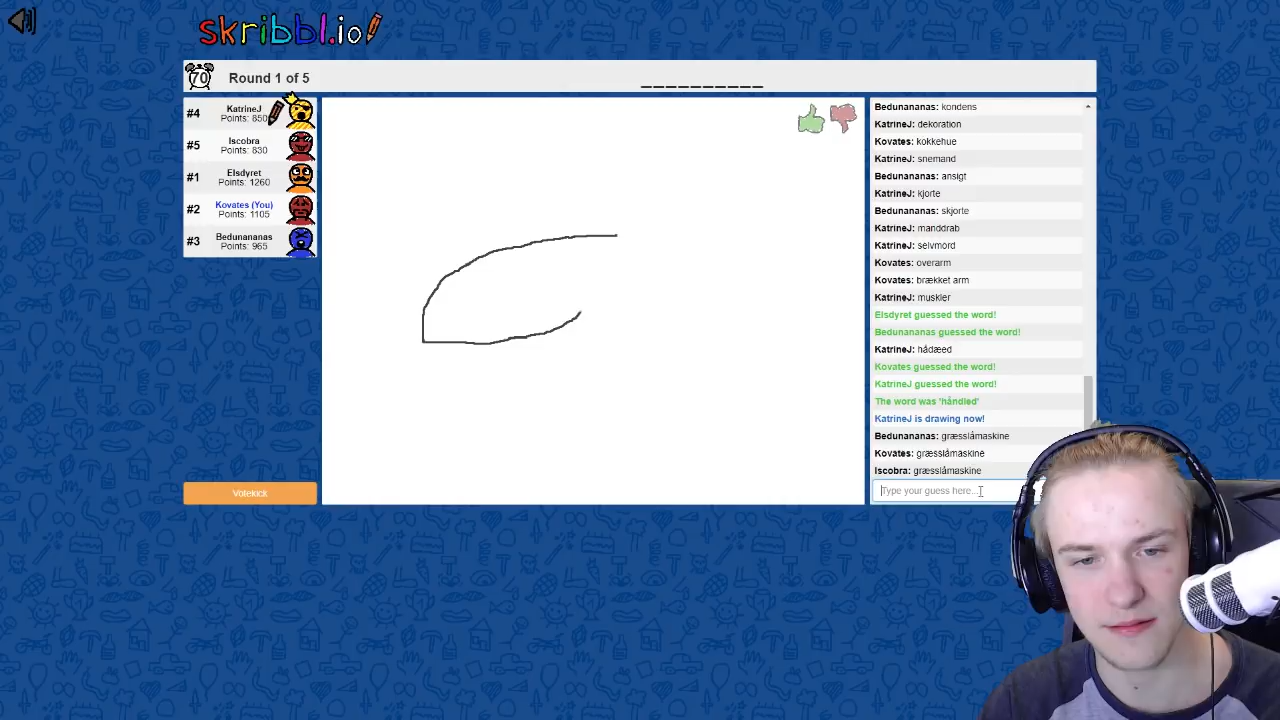 skribbl.io
70
Round 1 of 5
__________
#4
KatrineJ
Points: 850
#5
Iscobra
Points: 830
#1
Elsdyret
Points: 1260
#2
Kovates (You)
Points: 1105
#3
Bedunananas
Points: 965
Votekick
Bedunananas: kondens
KatrineJ: dekoration
Kovates: kokkehue
KatrineJ: snemand
Bedunananas: ansigt
KatrineJ: kjorte
Bedunananas: skjorte
KatrineJ: manddrab
KatrineJ: selvmord
Kovates: overarm
Kovates: brækket arm
KatrineJ: muskler
Elsdyret guessed the word!
Bedunananas guessed the word!
KatrineJ: hådæed
Kovates guessed the word!
KatrineJ guessed the word!
The word was 'håndled'
KatrineJ is drawing now!
Bedunananas: græsslåmaskine
Kovates: græsslåmaskine
Iscobra: græsslåmaskine
Type your guess here...